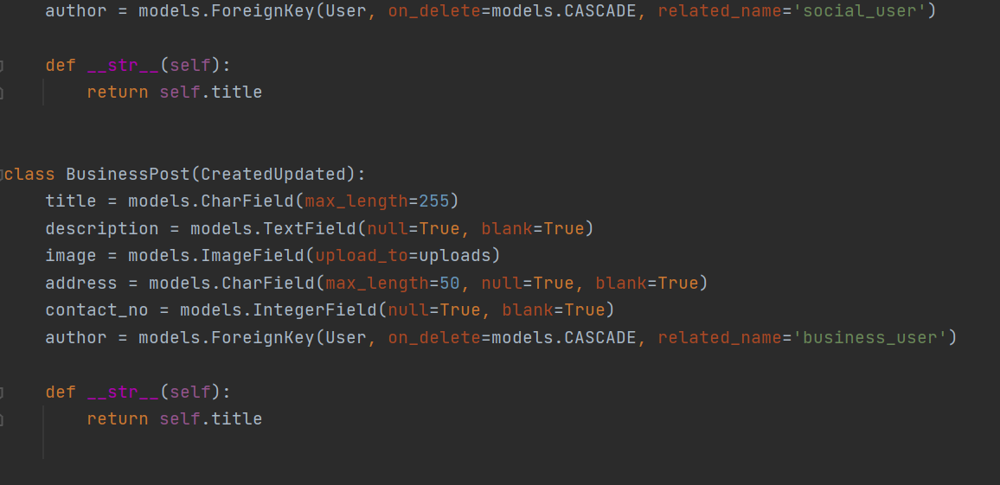 author = models.ForeignKey(User, on_delete=models.CASCADE, related_name='social_user')
def __str__(self):
return self.title
class BusinessPost(CreatedUpdated):
title = models.CharField(max_length=255)
description = models.TextField(null=True, blank=True)
image = models.ImageField(upload_to=uploads)
address = models.CharField(max_length=50, null=True, blank=True)
contact_no = models.IntegerField(null=True, blank=True)
author = models.ForeignKey(User, on_delete=models.CASCADE, related_name='business_user')
def __str__(self):
return self.title